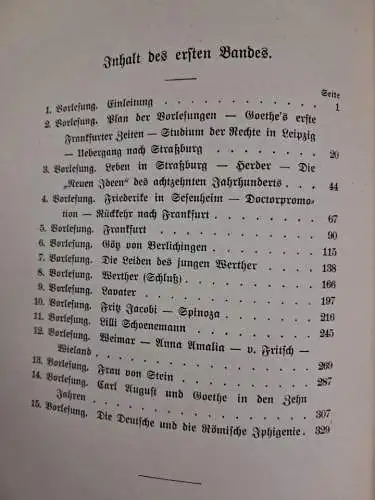 Inhalt des ersten Bandes.
Seite
1. Vorlesung. Einleitung . . . . . . . . . . 1
2. Vorlesung. Plan der Vorlesungen — Goethe's erste
Frankfurter Zeiten — Studium der Rechte in Leipzig
— Uebergang nach Straßburg . . . . . . . 20
3. Vorlesung. Leben in Straßburg — Herder — Die
„Neuen Ideen" des achtzehnten Jahrhunderts . . . 44
4. Vorlesung. Friederike in Sesenheim — Doctorpromo-
tion — Rückkehr nach Frankfurt . . . . . . 67
5. Vorlesung. Frankfurt . . . . . . . . . . 90
6. Vorlesung. Götz von Berlichingen . . . . . . 115
7. Vorlesung. Die Leiden des jungen Werther . . . . 138
8. Vorlesung. Werther (Schluß) . . . . . . . . 166
9. Vorlesung. Lavater . . . . . . . . . . . 197
10. Vorlesung. Fritz Jacobi — Spinoza . . . . . . 216
11. Vorlesung. Lilli Schoenemann . . . . . . . 245
12. Vorlesung. Weimar — Anna Amalia — v. Fritsch —
Wieland . . . . . . . . . . . . . 269
13. Vorlesung. Frau von Stein . . . . . . . . 287
14. Vorlesung. Carl August und Goethe in den Zehn
Jahren . . . . . . . . . . . . . 307
15. Vorlesung. Die Deutsche und die Römische Iphigenie . 329